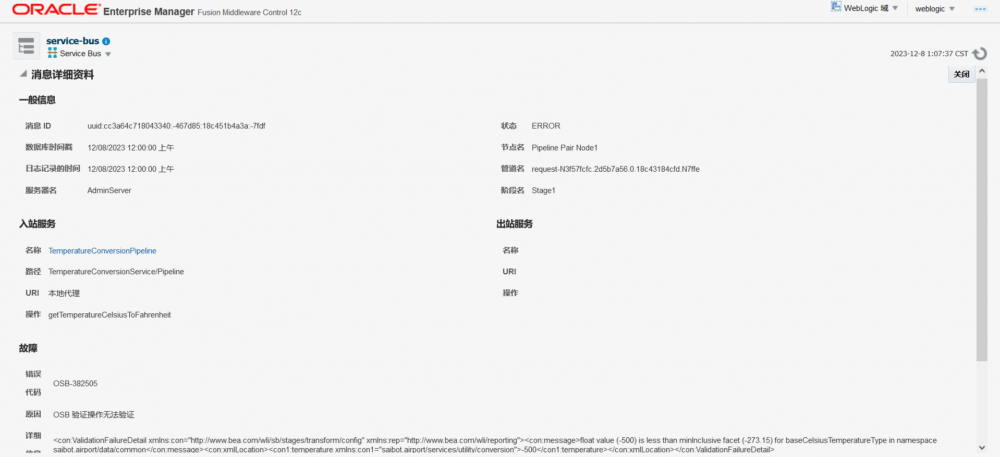 ORACLE® Enterprise Manager Fusion Middleware Control 12c
WebLogic 域
weblogic
service-bus
Service Bus
2023-12-8 1:07:37 CST
消息详细资料
关闭
一般信息
消息 ID uuid:cc3a64c718043340:-467d85:18c451b4a3a:-7fdf
状态 ERROR
数据库时间戳 12/08/2023 12:00:00 上午
节点名 Pipeline Pair Node1
日志记录的时间 12/08/2023 12:00:00 上午
管道名 request-N3f57fcfc.2d5b7a56.0.18c43184cfd.N7ffe
服务器名 AdminServer
阶段名 Stage1
入站服务
出站服务
名称 TemperatureConversionPipeline
名称
路径 TemperatureConversionService/Pipeline
URI
URI 本地代理
操作
操作 getTemperatureCelsiusToFahrenheit
故障
错误
代码
OSB-382505
原因 OSB 验证操作无法验证
详细
信息
<con:ValidationFailureDetail xmlns:con="http://www.bea.com/wli/sb/stages/transform/config" xmlns:rep="http://www.bea.com/wli/reporting"><con:message>float value (-500) is less than minInclusive facet (-273.15) for baseCelsiusTemperatureType in namespace
saibot.airport/data/common</con:message><con:xmlLocation><con1:temperature xmlns:con1="saibot.airport/services/utility/conversion">-500</con1:temperature></con:xmlLocation></con:ValidationFailureDetail>